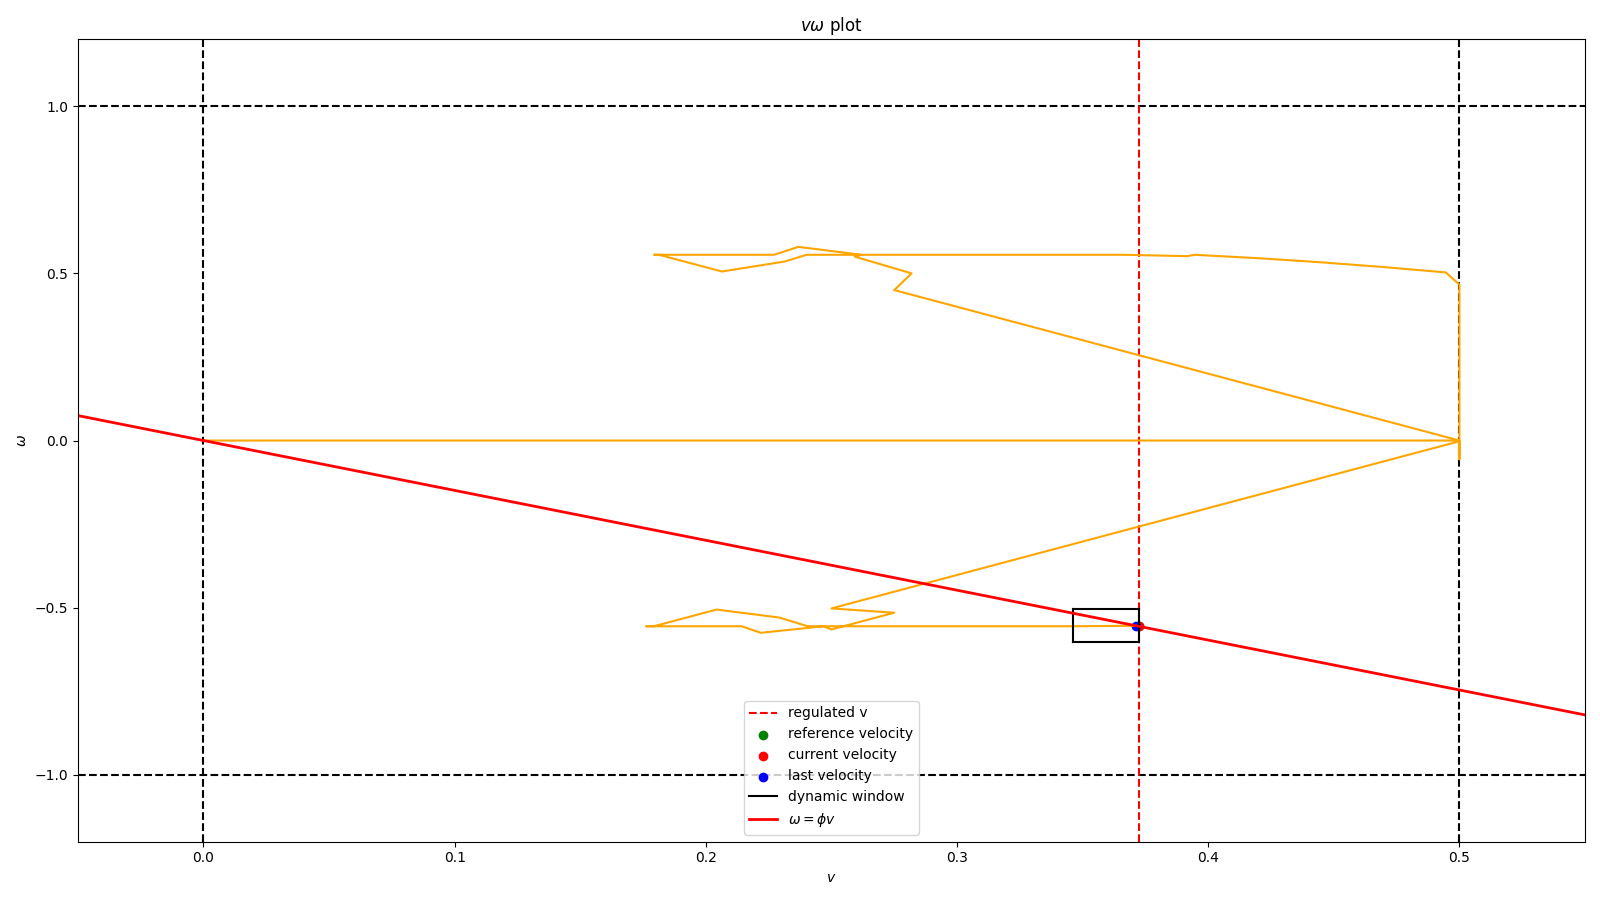 vω plot
1.0
0.5
0.0
−0.5
−1.0
ω
0.0
0.1
0.2
0.3
0.4
0.5
v
regulated v
reference velocity
current velocity
last velocity
dynamic window
ω = ϕv